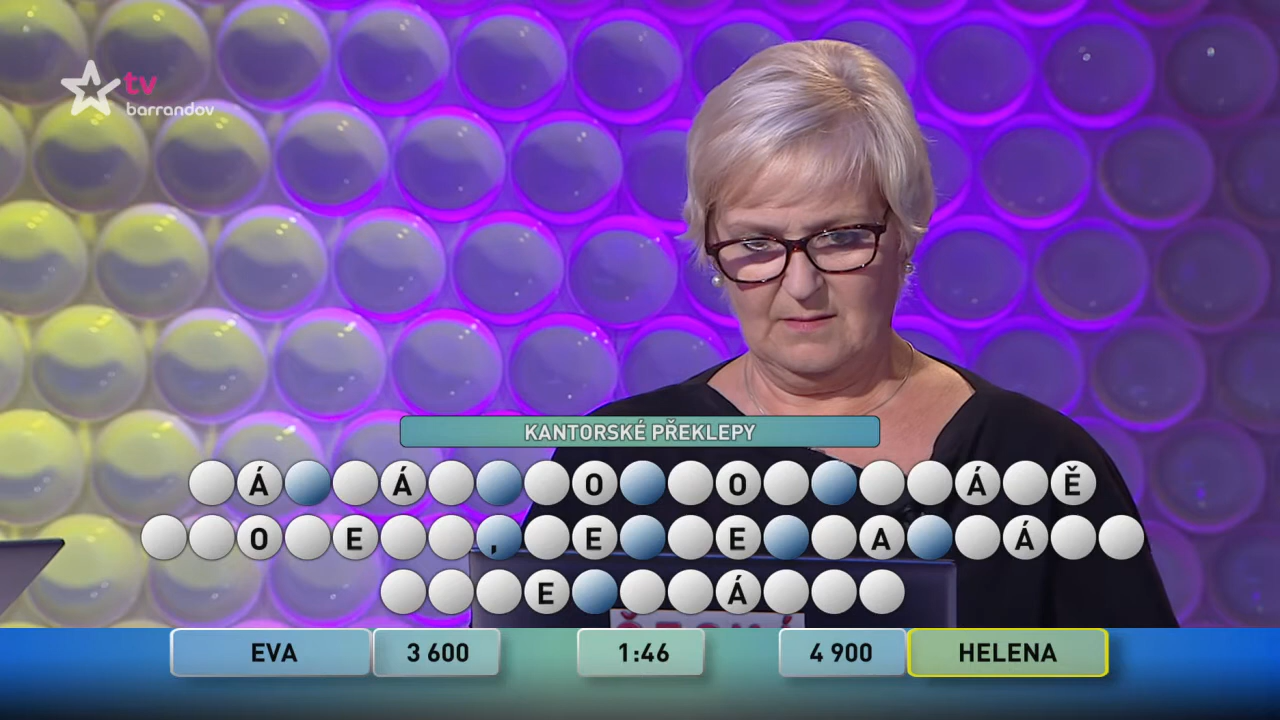 tv
barrandov
KANTORSKÉ PŘEKLEPY
Á Á O O Á Ě
O E , E E A Á
E Á
EVA 3 600 1:46 4 900 HELENA